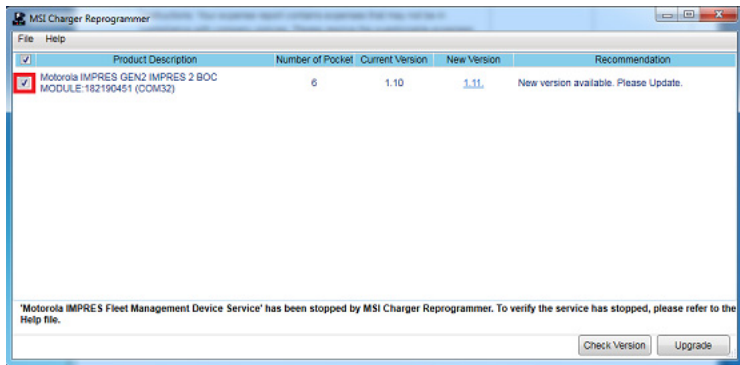 MSI Charger Reprogrammer
File Help
Product Description Number of Pocket Current Version New Version Recommendation
Motorola IMPRES GEN2 IMPRES 2 BOC
MODULE:182190451 (COM32) 6 1.10 1.11. New version available. Please Update.
'Motorola IMPRES Fleet Management Device Service' has been stopped by MSI Charger Reprogrammer. To verify the service has stopped, please refer to the
Help file.
Check Version Upgrade